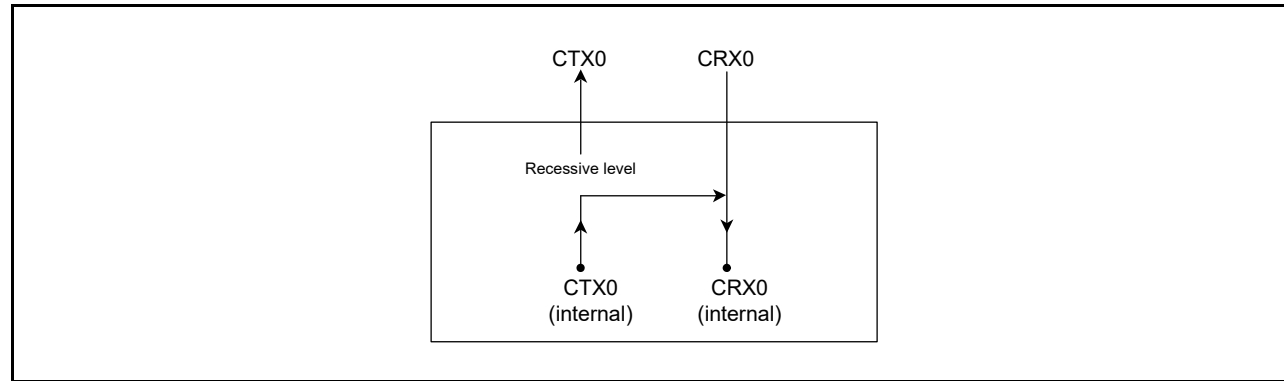 CTX0 CRX0
Recessive level
CTX0 CRX0
(internal) (internal)